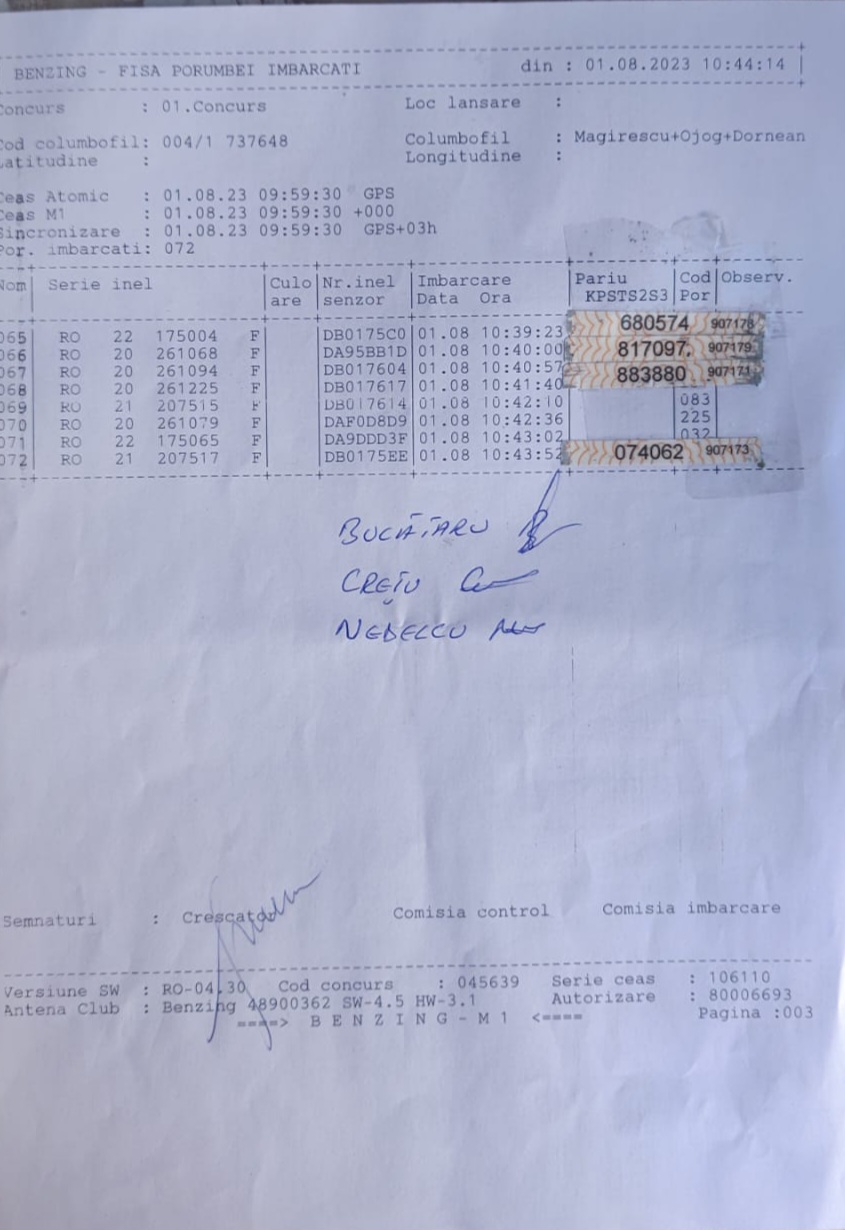 BENZING - FISA PORUMBEI IMBARCATI din : 01.08.2023 10:44:14
Concurs : 01.Concurs Loc lansare :
Cod columbofil: 004/1 737648 Columbofil : Magirescu+Ojog+Dornean
Latitudine : Longitudine :
Ceas Atomic : 01.08.23 09:59:30 GPS
Ceas M1 : 01.08.23 09:59:30 +000
Sincronizare : 01.08.23 09:59:30 GPS+03h
Por. imbarcati: 072
Nom Serie inel Culo Nr.inel Imbarcare Pariu Cod Observ.
are senzor Data Ora KPSTS2S3 Por
065 RO 22 175004 F DB0175C0 01.08 10:39:23 680574 907178
066 RO 20 261068 F DA95BB1D 01.08 10:40:00 817097 907179
067 RO 20 261094 F DB017604 01.08 10:40:57 883880 907171
068 RO 20 261225 F DB017617 01.08 10:41:40
069 RO 21 207515 F DB017614 01.08 10:42:10 083
070 RO 20 261079 F DAF0D8D9 01.08 10:42:36 225
071 RO 22 175065 F DA9DDD3F 01.08 10:43:02 032
072 RO 21 207517 F DB0175EE 01.08 10:43:52 074062 907173
BUCĂTARU
CREȚU
NEDELCU
Semnaturi : Crescator Comisia control Comisia imbarcare
Versiune SW : RO-04.30 Cod concurs : 045639 Serie ceas : 106110
Antena Club : Benzing 48900362 SW-4.5 HW-3.1 Autorizare : 80006693
====> B E N Z I N G - M 1 <==== Pagina :003